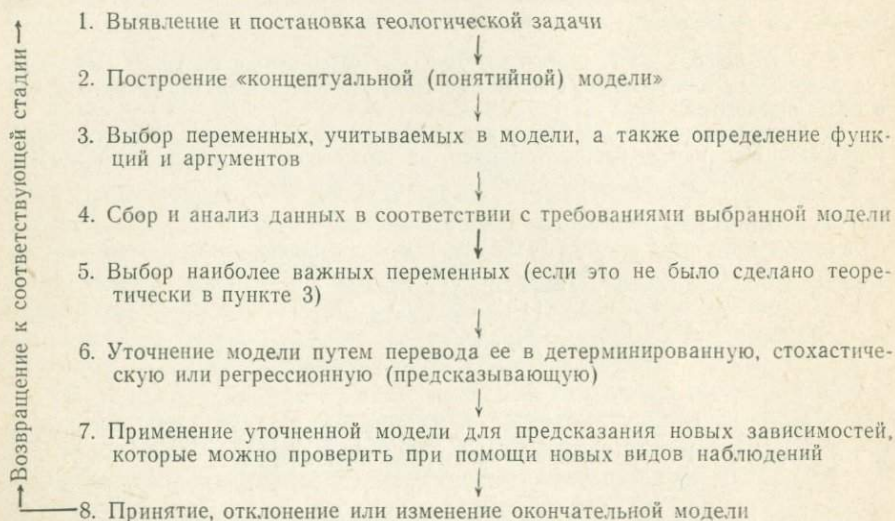 1. Выявление и постановка геологической задачи
2. Построение «концептуальной (понятийной) модели»
3. Выбор переменных, учитываемых в модели, а также определение функ-
ций и аргументов
4. Сбор и анализ данных в соответствии с требованиями выбранной модели
5. Выбор наиболее важных переменных (если это не было сделано теоре-
тически в пункте 3)
6. Уточнение модели путем перевода ее в детерминированную, стохастиче-
скую или регрессионную (предсказывающую)
7. Применение уточненной модели для предсказания новых зависимостей,
которые можно проверить при помощи новых видов наблюдений
8. Принятие, отклонение или изменение окончательной модели
Возвращение к соответствующей стадии